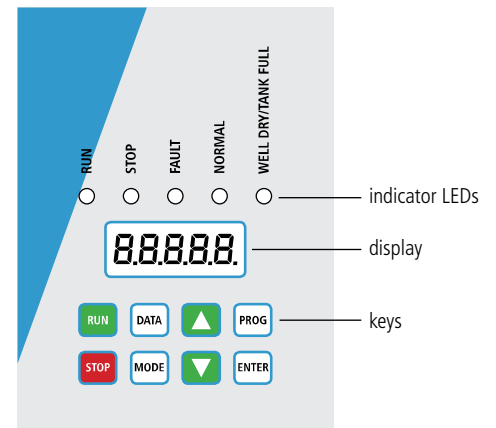 RUN
STOP
FAULT
NORMAL
WELL DRY/TANK FULL
indicator LEDs
8.8.8.8.8.
display
RUN DATA PROG
keys
STOP MODE ENTER